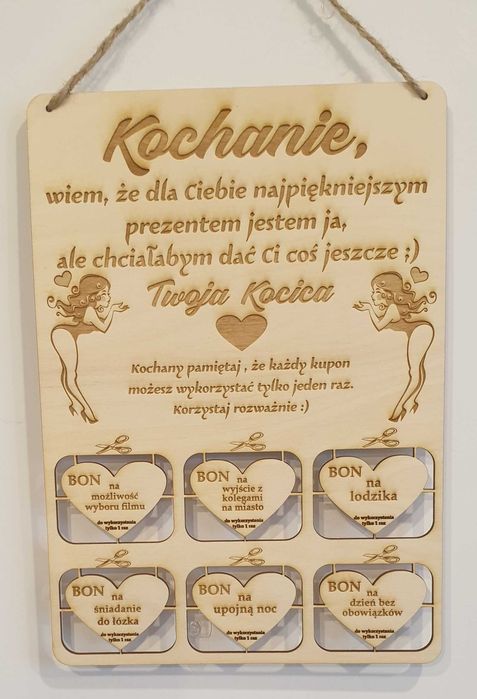 Kochanie,
wiem, że dla Ciebie najpiękniejszym
prezentem jestem ja,
ale chciałabym dać Ci coś jeszcze ;)
Twoja Kocica
Kochany pamiętaj , że każdy kupon
możesz wykorzystać tylko jeden raz.
Korzystaj rozważnie :)
BON na
możliwość
wyboru filmu
do wykorzystania
tylko 1 raz
BON na
wyjście z
kolegami
na miasto
do wykorzystania
tylko 1 raz
BON na
lodzika
do wykorzystania
tylko 1 raz
BON na
śniadanie
do łózka
do wykorzystania
tylko 1 raz
BON na
upojną noc
do wykorzystania
tylko 1 raz
BON na
dzień bez
obowiązków
do wykorzystania
tylko 1 raz